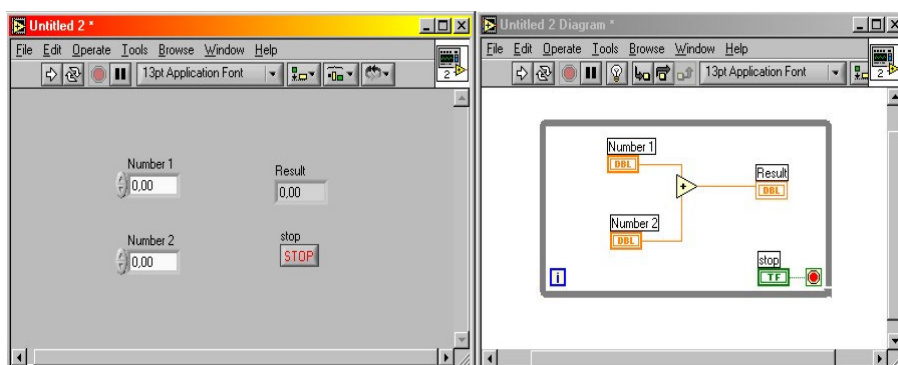 Untitled 2 *
File Edit Operate Tools Browse Window Help
13pt Application Font
2
Number 1
0,00
Result
0,00
Number 2
0,00
stop
STOP
Untitled 2 Diagram *
File Edit Operate Tools Browse Window Help
13pt Application Font
2
Number 1
DBL
Result
DBL
Number 2
DBL
stop
TF
i